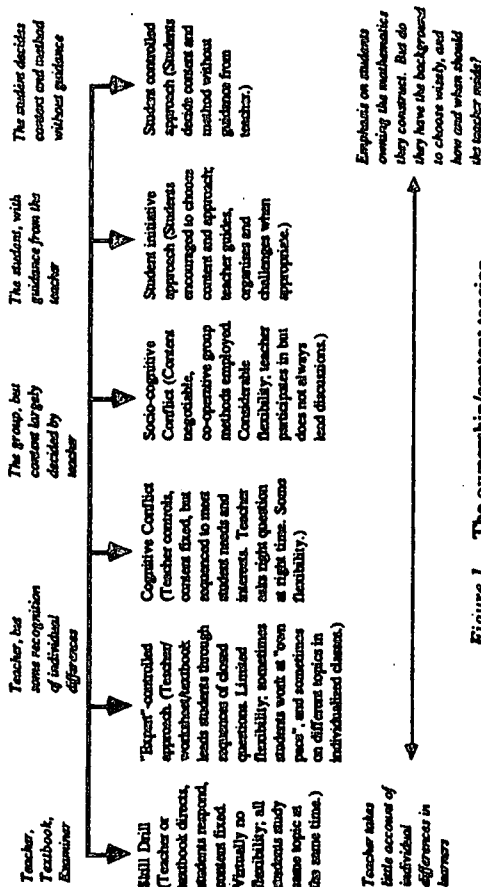 Teacher,
Textbook,
Examiner
Teacher, but
some recognition
of individual
differences
The group, but
content largely
decided by
teacher
The student, with
guidance from the
teacher
The student decides
content and method
without guidance
Skill Drill
(Teacher or
textbook directs,
students respond,
content fixed.
Virtually no
flexibility; all
students study
same topic at
the same time.)
"Expert"-controlled
approach. (Teacher/
worksheet/textbook
leads students through
sequences of closed
questions. Limited
flexibility; sometimes
students work at "own
pace", and sometimes
on different topics in
individualized classes.)
Cognitive Conflict
(Teacher controls,
content fixed, but
sequenced to meet
student needs and
interests. Teacher
asks right question
at right time. Some
flexibility.)
Socio-cognitive
Conflict (Content
negotiable,
co-operative group
methods employed.
Considerable
flexibility; teacher
participates in but
does not always
lead discussions.)
Student initiative
approach (Students
encouraged to choose
content and approach;
teacher guides,
organises and
challenges when
appropriate.)
Student controlled
approach (Students
decide content and
method without
guidance from
teacher.)
Teacher takes
little account of
individual
differences in
learners
Emphasis on students
owning the mathematics
they construct. But do
they have the background
to choose wisely, and
how and when should
the teacher mode?
Figure 1 The ownership/content tension